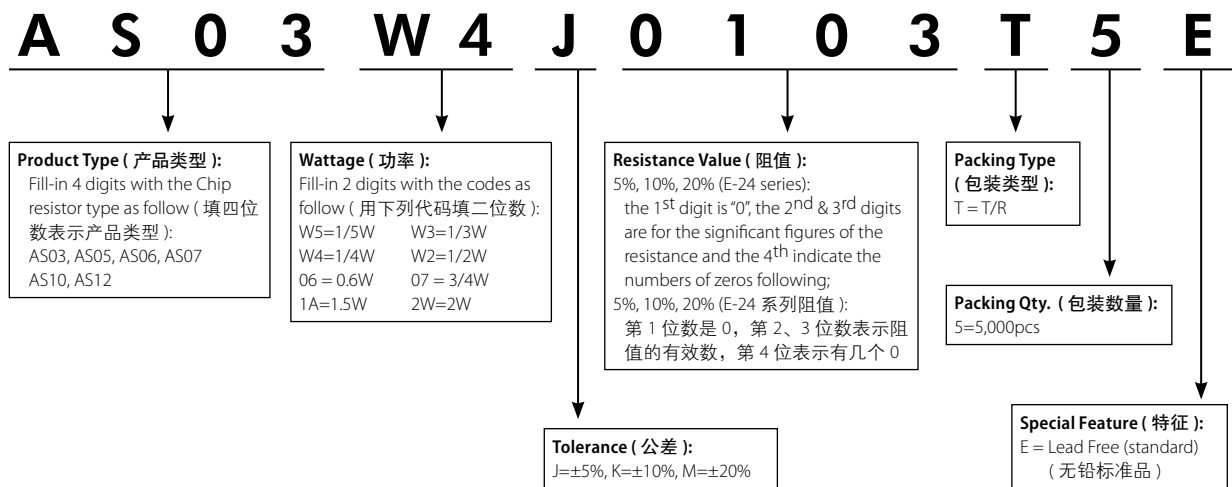 A S 0 3 W 4 J 0 1 0 3 T 5 E
Product Type ( 产品类型 ):
Fill-in 4 digits with the Chip
resistor type as follow ( 填四位
数表示产品类型 ):
AS03, AS05, AS06, AS07
AS10, AS12
Wattage ( 功率 ):
Fill-in 2 digits with the codes as
follow ( 用下列代码填二位数 ):
W5=1/5W W3=1/3W
W4=1/4W W2=1/2W
06 = 0.6W 07 = 3/4W
1A=1.5W 2W=2W
Resistance Value ( 阻值 ):
5%, 10%, 20% (E-24 series):
the 1st digit is “0”, the 2nd & 3rd digits
are for the significant figures of the
resistance and the 4th indicate the
numbers of zeros following;
5%, 10%, 20% (E-24 系列阻值 ):
第 1 位数是 0，第 2、3 位数表示阻
值的有效数，第 4 位表示有几个 0
Packing Type
( 包装类型 ):
T = T/R
Packing Qty. ( 包装数量 ):
5=5,000pcs
Tolerance ( 公差 ):
J=±5%, K=±10%, M=±20%
Special Feature ( 特征 ):
E = Lead Free (standard)
( 无铅标准品 )